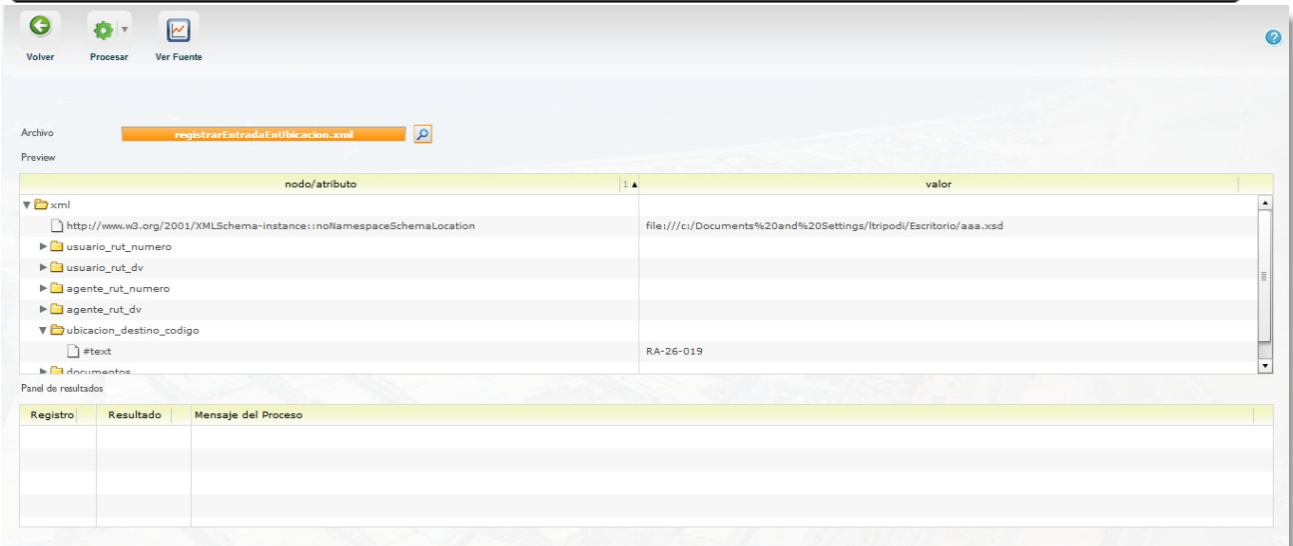 Volver Procesar Ver Fuente
Archivo registrarEntradaEnUbicacion.xml
Preview
nodo/atributo 1 valor
xml
http://www.w3.org/2001/XMLSchema-instance::noNamespaceSchemaLocation file:///c:/Documents%20and%20Settings/ltripodi/Escritorio/aaa.xsd
usuario_rut_numero
usuario_rut_dv
agente_rut_numero
agente_rut_dv
ubicacion_destino_codigo
#text RA-26-019
documentos
Panel de resultados
Registro Resultado Mensaje del Proceso